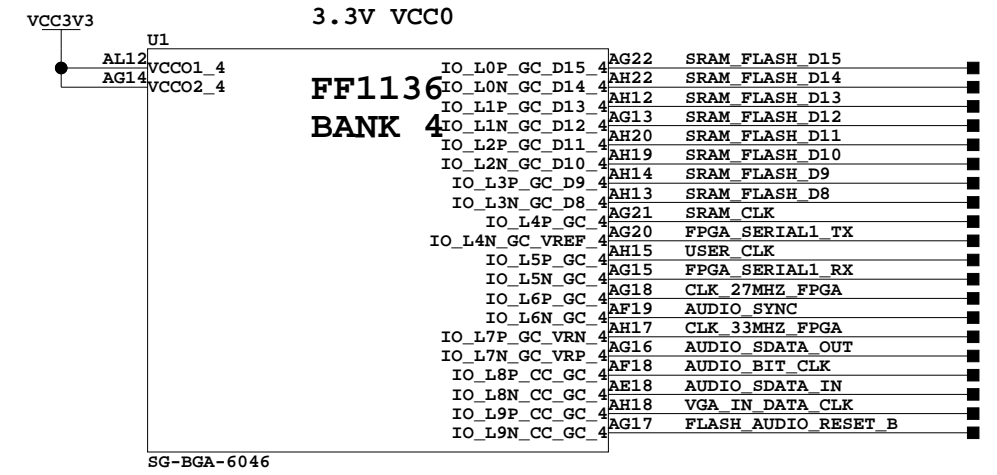 3.3V VCC0
VCC3V3
U1
AL12 VCCO1_4
AG14 VCCO2_4
FF1136
BANK 4
IO_L0P_GC_D15_4 AG22 SRAM_FLASH_D15
IO_L0N_GC_D14_4 AH22 SRAM_FLASH_D14
IO_L1P_GC_D13_4 AH12 SRAM_FLASH_D13
IO_L1N_GC_D12_4 AG13 SRAM_FLASH_D12
IO_L2P_GC_D11_4 AH20 SRAM_FLASH_D11
IO_L2N_GC_D10_4 AH19 SRAM_FLASH_D10
IO_L3P_GC_D9_4 AH14 SRAM_FLASH_D9
IO_L3N_GC_D8_4 AH13 SRAM_FLASH_D8
IO_L4P_GC_4 AG21 SRAM_CLK
IO_L4N_GC_VREF_4 AG20 FPGA_SERIAL1_TX
IO_L5P_GC_4 AH15 USER_CLK
IO_L5N_GC_4 AG15 FPGA_SERIAL1_RX
IO_L6P_GC_4 AG18 CLK_27MHZ_FPGA
IO_L6N_GC_4 AF19 AUDIO_SYNC
IO_L7P_GC_VRN_4 AH17 CLK_33MHZ_FPGA
IO_L7N_GC_VRP_4 AG16 AUDIO_SDATA_OUT
IO_L8P_CC_GC_4 AF18 AUDIO_BIT_CLK
IO_L8N_CC_GC_4 AE18 AUDIO_SDATA_IN
IO_L9P_CC_GC_4 AH18 VGA_IN_DATA_CLK
IO_L9N_CC_GC_4 AG17 FLASH_AUDIO_RESET_B
SG-BGA-6046